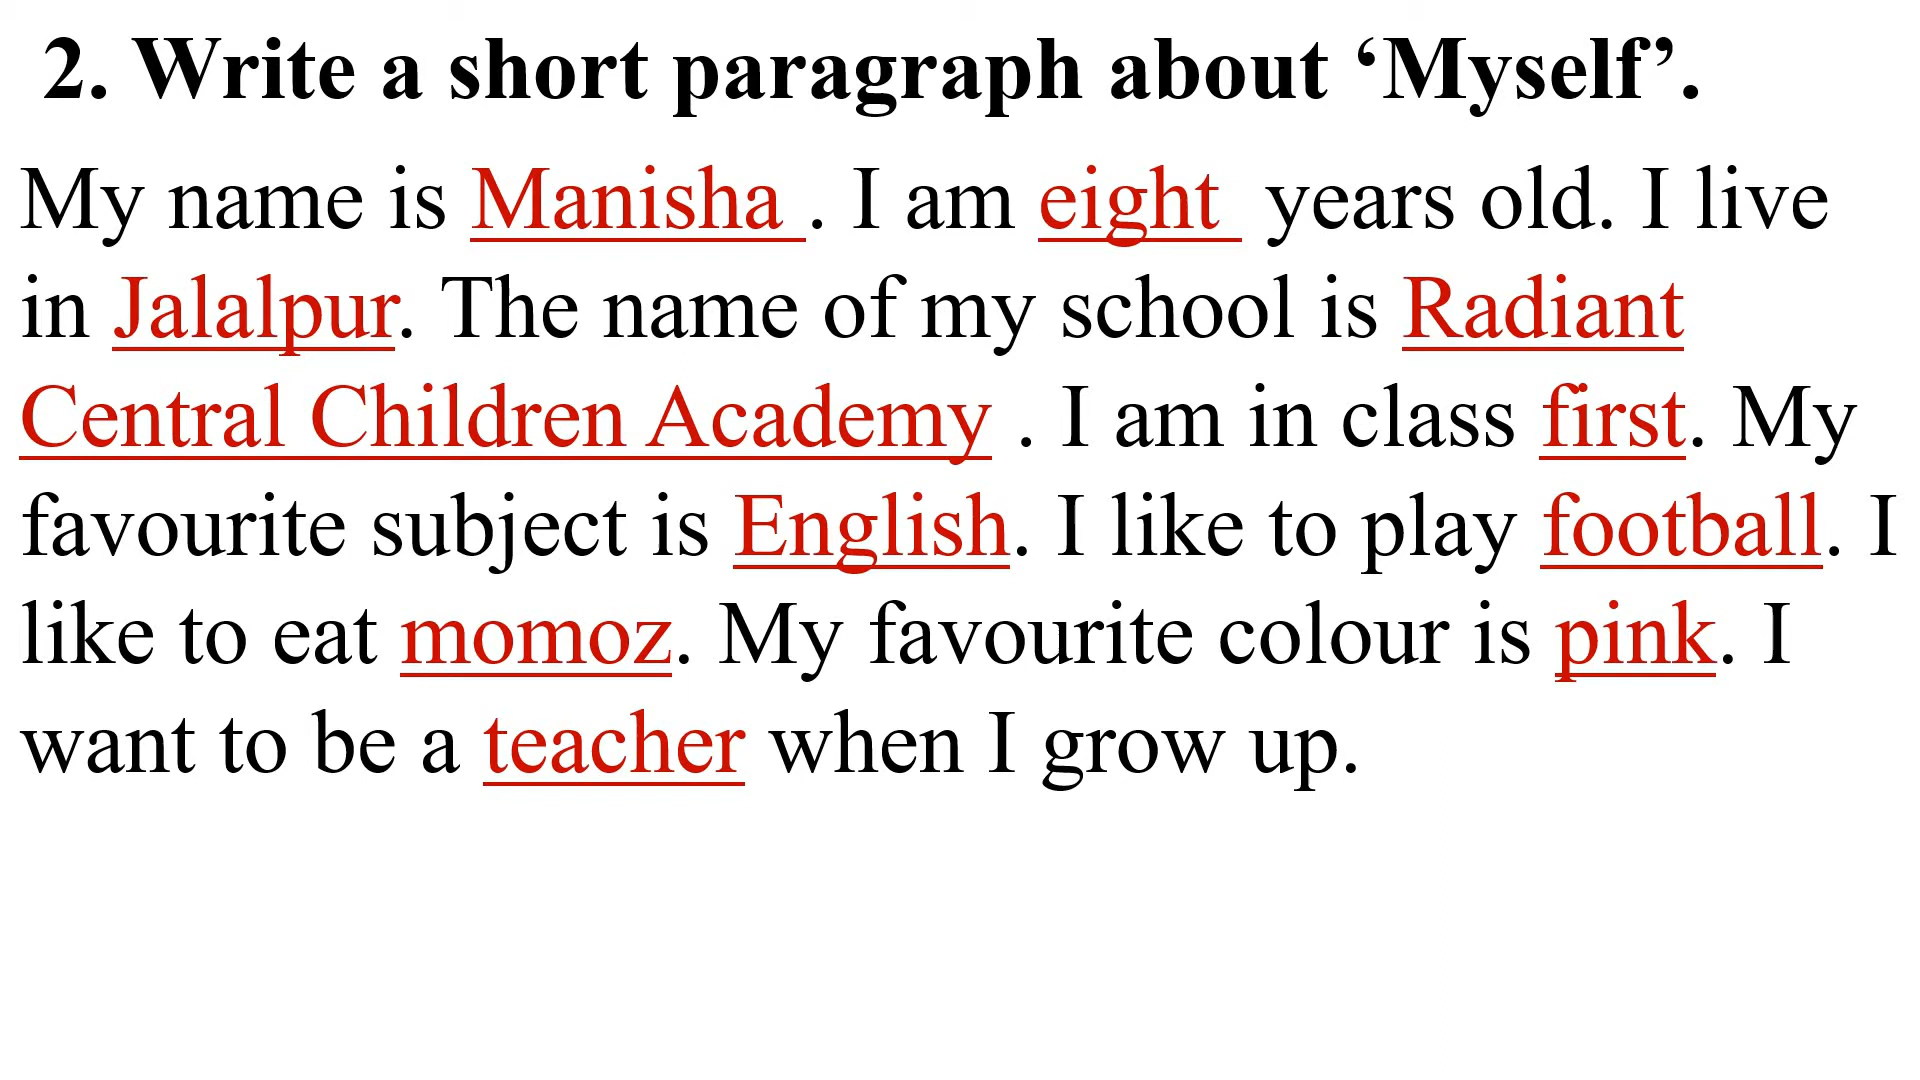 2. Write a short paragraph about ‘Myself’.
My name is Manisha . I am eight years old. I live
in Jalalpur. The name of my school is Radiant
Central Children Academy . I am in class first. My
favourite subject is English. I like to play football. I
like to eat momoz. My favourite colour is pink. I
want to be a teacher when I grow up.